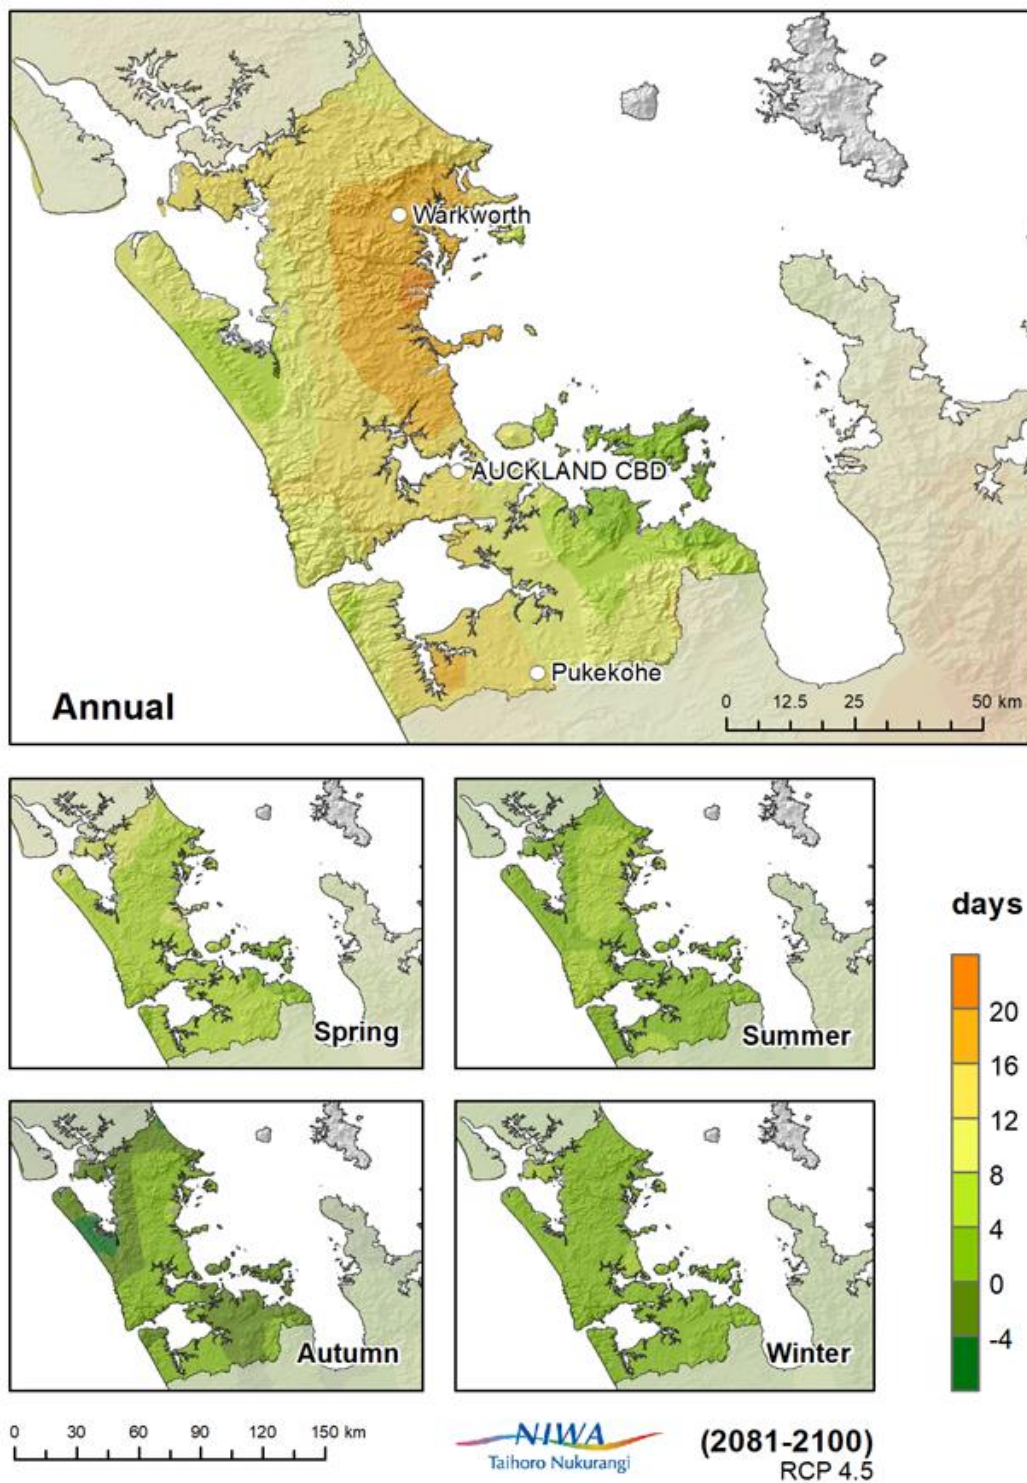 Warkworth
AUCKLAND CBD
Pukekohe
Annual
0 12.5 25 50 km
Spring
Summer
days
20
16
12
8
4
0
-4
Autumn
Winter
0 30 60 90 120 150 km
NIWA
Taihoro Nukurangi
(2081-2100)
RCP 4.5